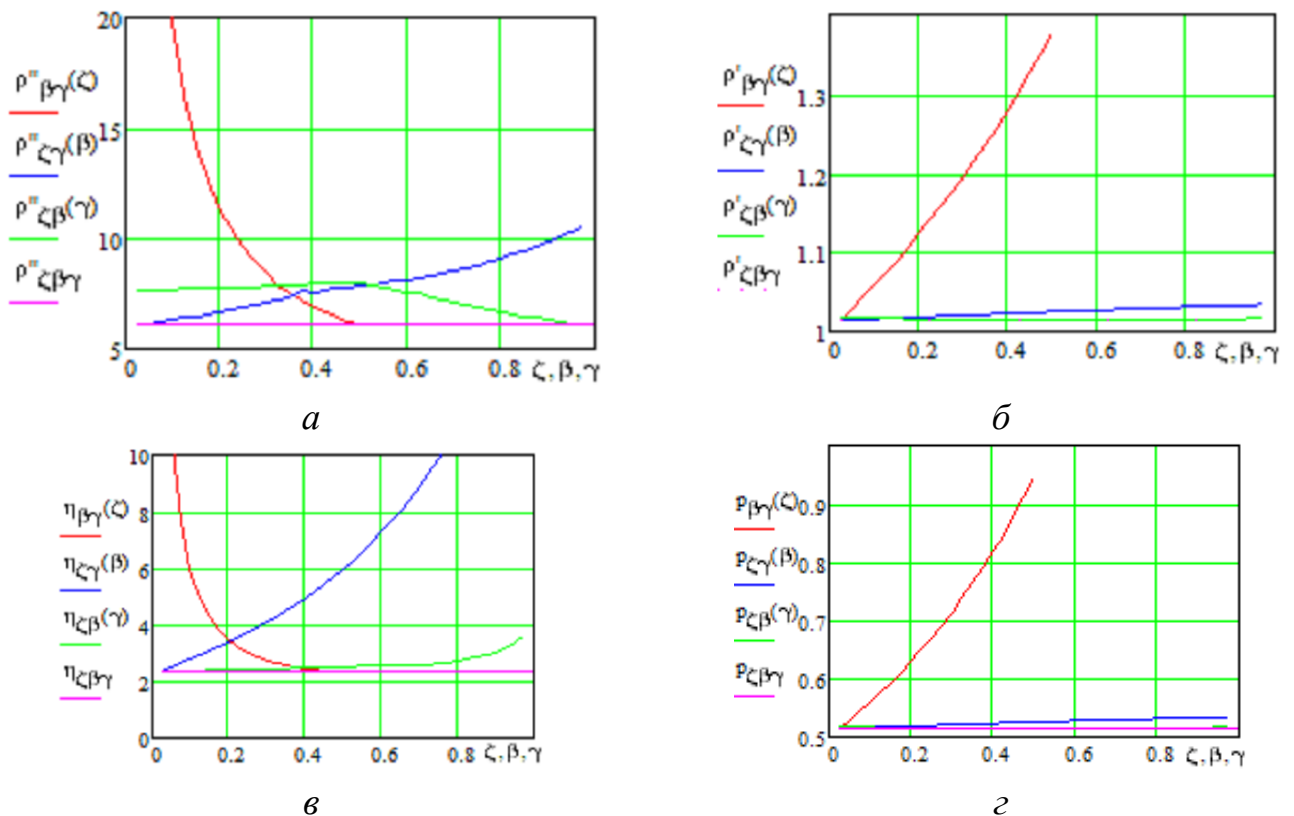 20
15
10
5
ρ"βγ(ζ)
ρ"ζγ(β)
ρ"ζβ(γ)
ρ"ζβγ
0 0.2 0.4 0.6 0.8 ζ,β,γ
а
1.3
1.2
1.1
1
ρ'βγ(ζ)
ρ'ζγ(β)
ρ'ζβ(γ)
ρ'ζβγ
0 0.2 0.4 0.6 0.8 ζ,β,γ
б
10
8
6
4
2
0
ηβγ(ζ)
ηζγ(β)
ηζβ(γ)
ηζβγ
0 0.2 0.4 0.6 0.8 ζ,β,γ
в
0.9
0.8
0.7
0.6
0.5
pβγ(ζ)
pζγ(β)
pζβ(γ)
pζβγ
0 0.2 0.4 0.6 0.8 ζ,β,γ
г